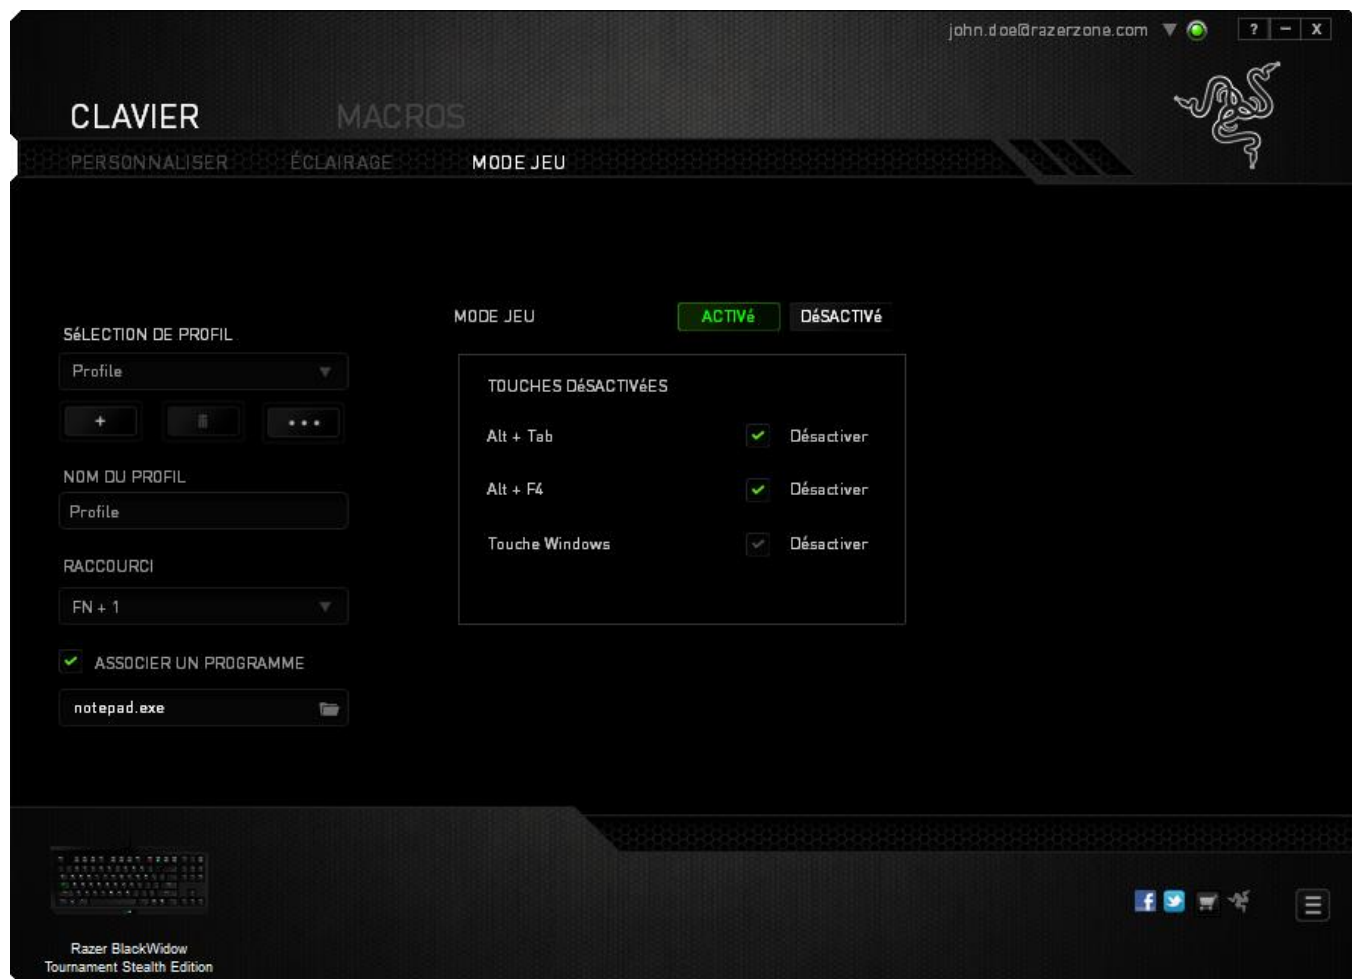 john.doe@razerzone.com
? – X
CLAVIER MACROS
PERSONNALISER ÉCLAIRAGE MODE JEU
MODE JEU ACTIVé DéSACTIVé
SéLECTION DE PROFIL
Profile
+ •••
NOM DU PROFIL
Profile
RACCOURCI
FN + 1
ASSOCIER UN PROGRAMME
notepad.exe
TOUCHES DéSACTIVéES
Alt + Tab Désactiver
Alt + F4 Désactiver
Touche Windows Désactiver
Razer BlackWidow
Tournament Stealth Edition